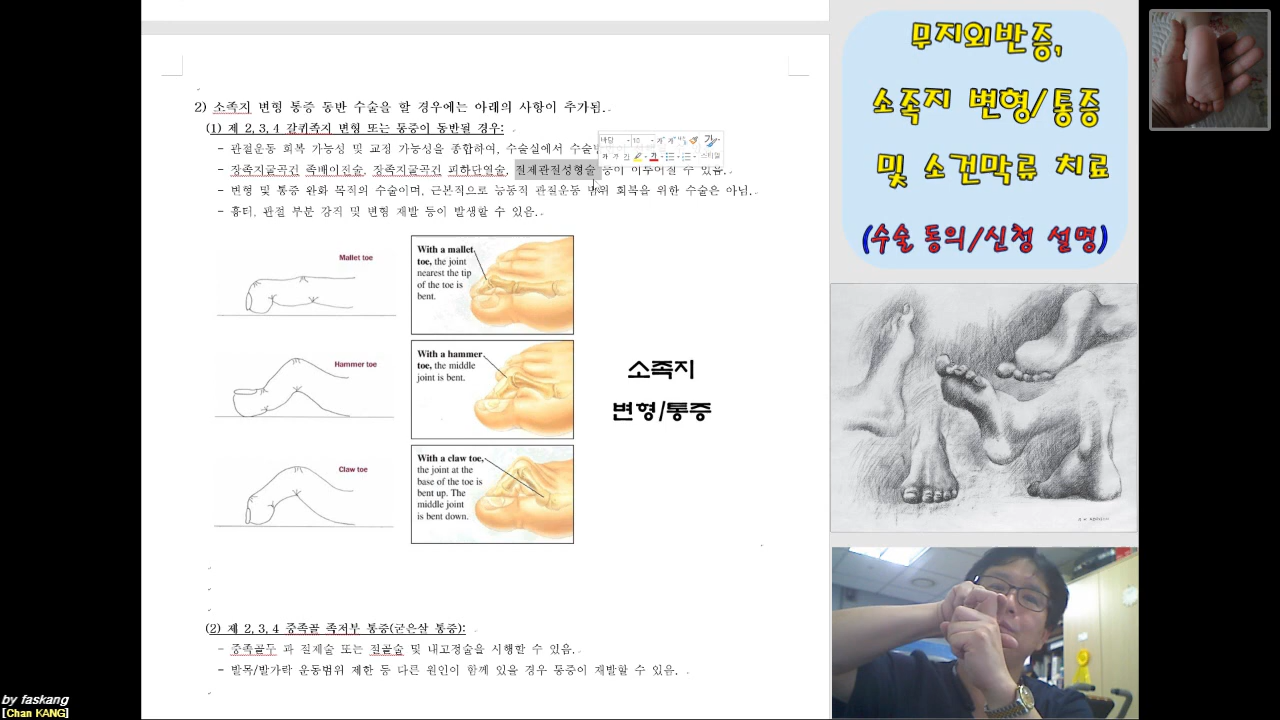 2) 소족지 변형 통증 동반 수술을 할 경우에는 아래의 사항이 추가됨.
(1) 제 2, 3, 4 갈퀴족지 변형 또는 통증이 동반될 경우:
- 관절운동 회복 가능성 및 교정 가능성을 종합하여, 수술실에서
- 장족지굴곡건 족배이전술, 장족지굴곡건 피하단열술, 절제관절성형술 등이 이루어질 수 있음.
- 변형 및 통증 완화 목적의 수술이며, 근본적으로 능동적 관절운동 범위 회복을 위한 수술은 아님.
- 흉터, 관절 부분 강직 및 변형 재발 등이 발생할 수 있음.
Mallet toe
With a mallet
toe, the joint
nearest the tip
of the toe is
bent.
Hammer toe
With a hammer
toe, the middle
joint is bent.
Claw toe
With a claw toe,
the joint at the
base of the toe is
bent up. The
middle joint
is bent down.
소족지
변형/통증
(2) 제 2, 3, 4 중족골 족저부 통증(굳은살 통증):
- 중족골두 과 절제술 또는 절골술 및 내고정술을 시행할 수 있음.
- 발목/발가락 운동범위 제한 등 다른 원인이 함께 있을 경우 통증이 재발할 수 있음.
바탕 10
가 가 간 스타일
무지외반증,
소족지 변형/통증
및 소건막류 치료
(수술 동의/신청 설명)
by faskang
[Chan KANG]